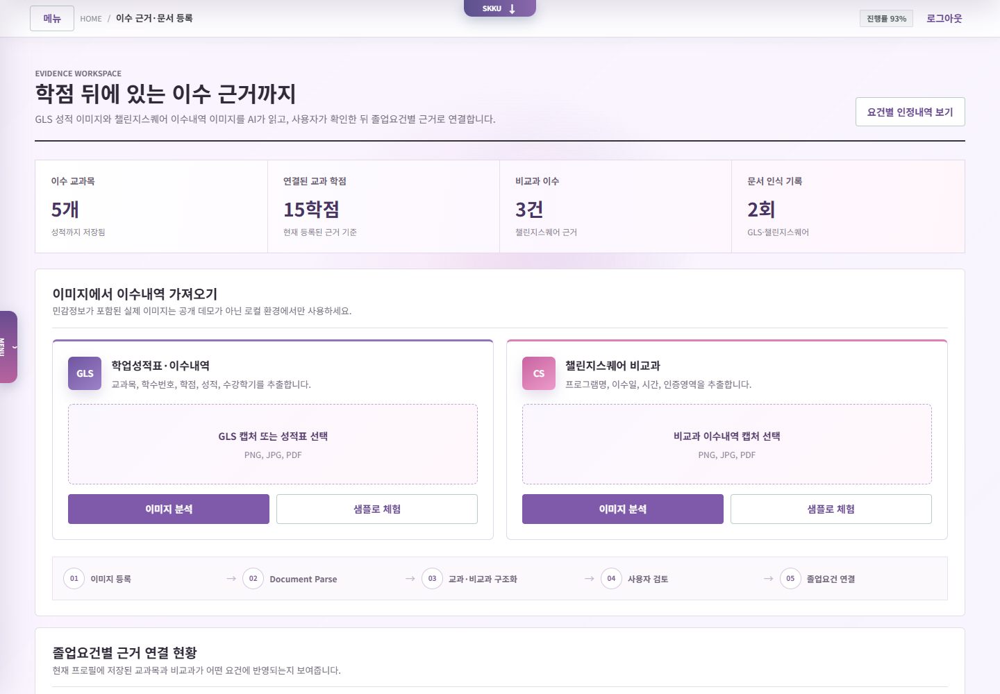 메뉴
HOME / 이수 근거·문서 등록
SKKU ↓
진행률 93%
로그아웃
EVIDENCE WORKSPACE
학점 뒤에 있는 이수 근거까지
GLS 성적 이미지와 챌린지스퀘어 이수내역 이미지를 AI가 읽고, 사용자가 확인한 뒤 졸업요건별 근거로 연결합니다.
요건별 인정내역 보기
이수 교과목
5개
성적까지 저장됨
연결된 교과 학점
15학점
현재 등록된 근거 기준
비교과 이수
3건
챌린지스퀘어 근거
문서 인식 기록
2회
GLS·챌린지스퀘어
이미지에서 이수내역 가져오기
민감정보가 포함된 실제 이미지는 공개 데모가 아닌 로컬 환경에서만 사용하세요.
MENU
GLS
학업성적표·이수내역
교과목, 학수번호, 학점, 성적, 수강학기를 추출합니다.
GLS 캡처 또는 성적표 선택
PNG, JPG, PDF
이미지 분석
샘플로 체험
CS
챌린지스퀘어 비교과
프로그램명, 이수일, 시간, 인증영역을 추출합니다.
비교과 이수내역 캡처 선택
PNG, JPG, PDF
이미지 분석
샘플로 체험
01 이미지 등록 → 02 Document Parse → 03 교과·비교과 구조화 → 04 사용자 검토 → 05 졸업요건 연결
졸업요건별 근거 연결 현황
현재 프로필에 저장된 교과목과 비교과가 어떤 요건에 반영되는지 보여줍니다.